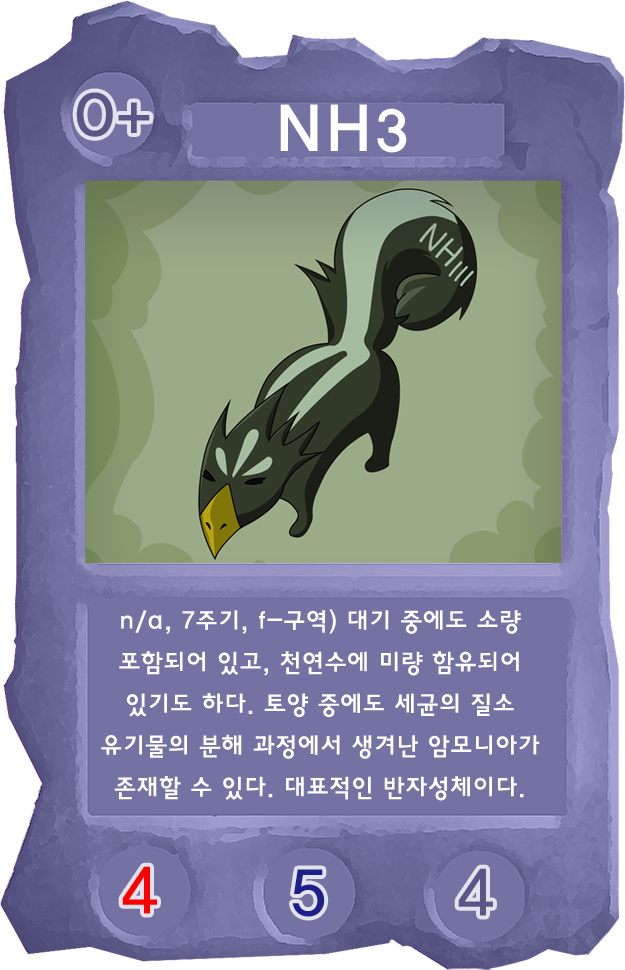 0+
NH3
NHIII
n/a, 7주기, f-구역) 대기 중에도 소량
포함되어 있고, 천연수에 미량 함유되어
있기도 하다. 토양 중에도 세균의 질소
유기물의 분해 과정에서 생겨난 암모니아가
존재할 수 있다. 대표적인 반자성체이다.
4 5 4